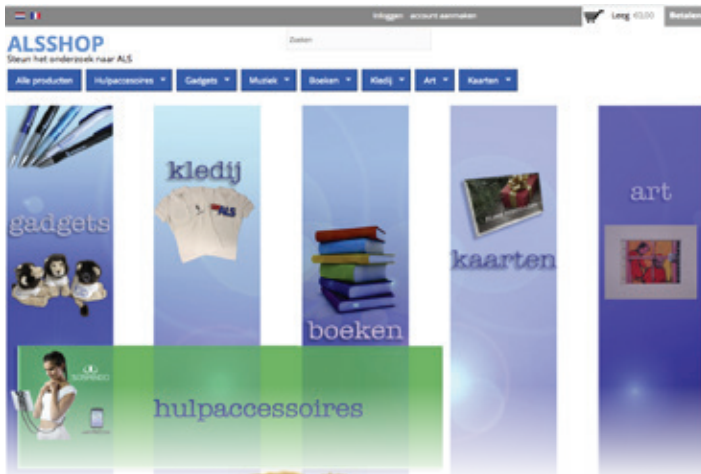 inloggen account aanmaken
Leeg €0,00 Betalen
ALSSHOP
Zoeken
Steun het onderzoek naar ALS
Alle producten Hulpaccesoires Gadgets Muziek Boeken Kledij Art Kaarten
kledij
ALS
art
gadgets
kaarten
boeken
hulpaccessoires